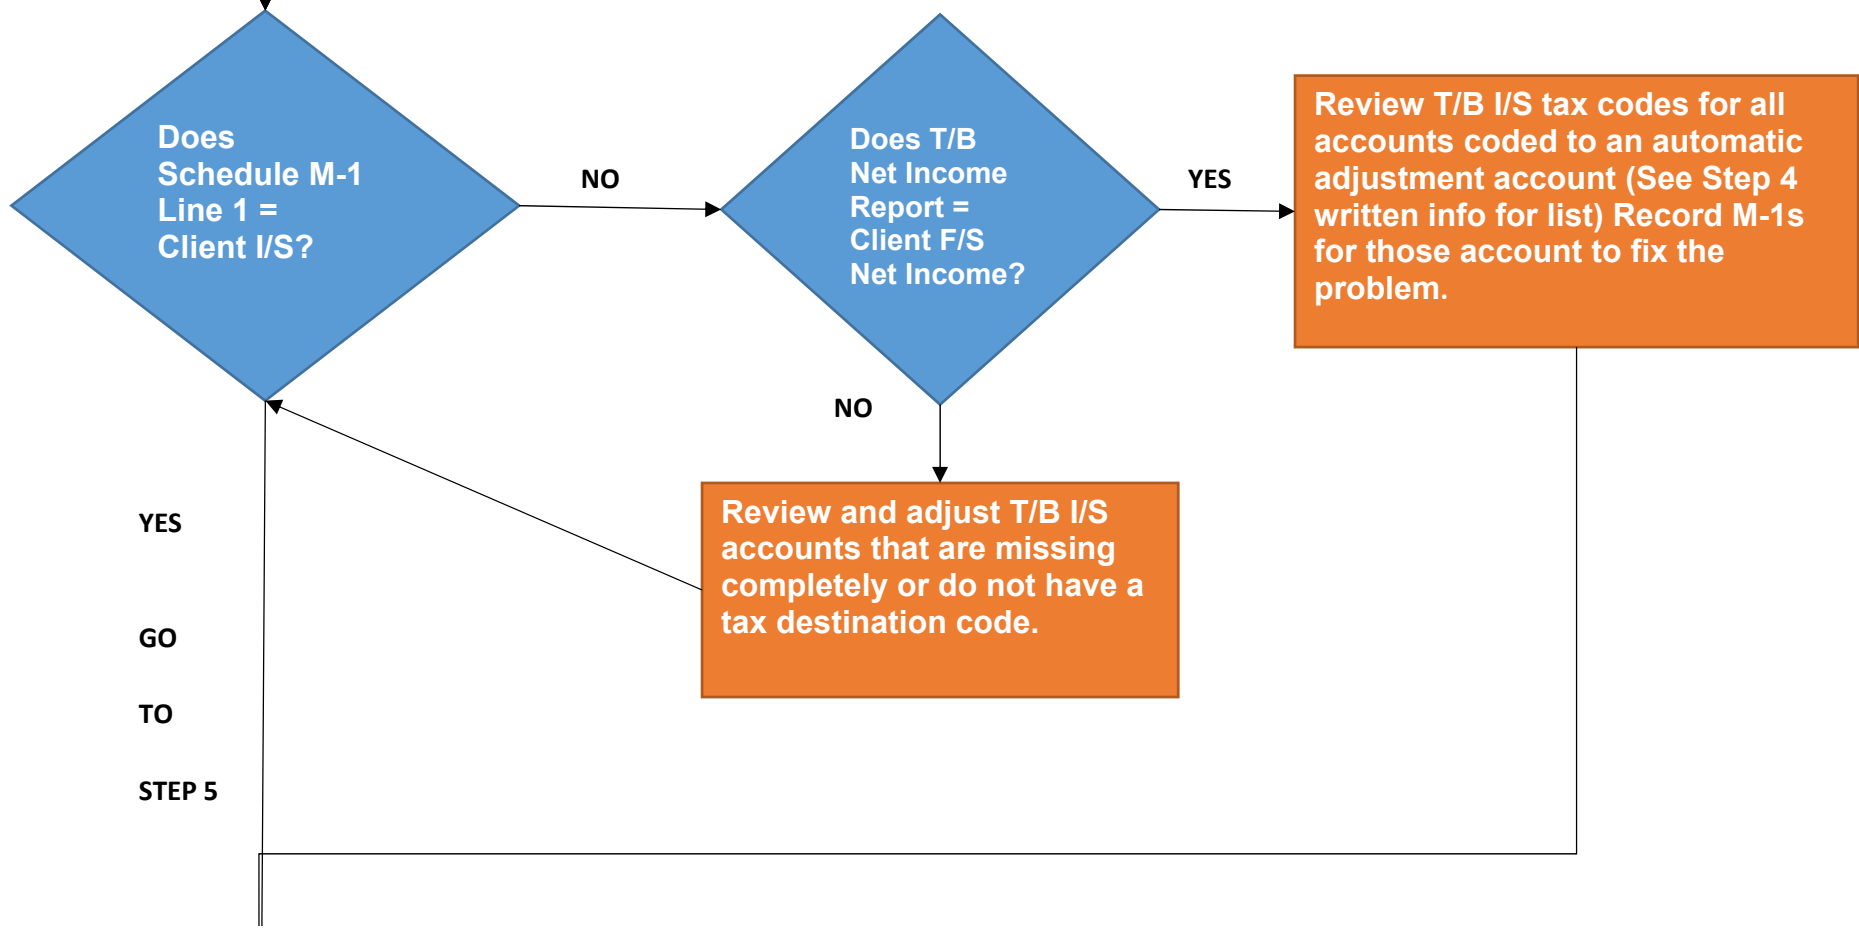 Does
Schedule M-1
Line 1 =
Client I/S?
NO
Does T/B
Net Income
Report =
Client F/S
Net Income?
YES
Review T/B I/S tax codes for all
accounts coded to an automatic
adjustment account (See Step 4
written info for list) Record M-1s
for those account to fix the
problem.
NO
Review and adjust T/B I/S
accounts that are missing
completely or do not have a
tax destination code.
YES
GO
TO
STEP 5